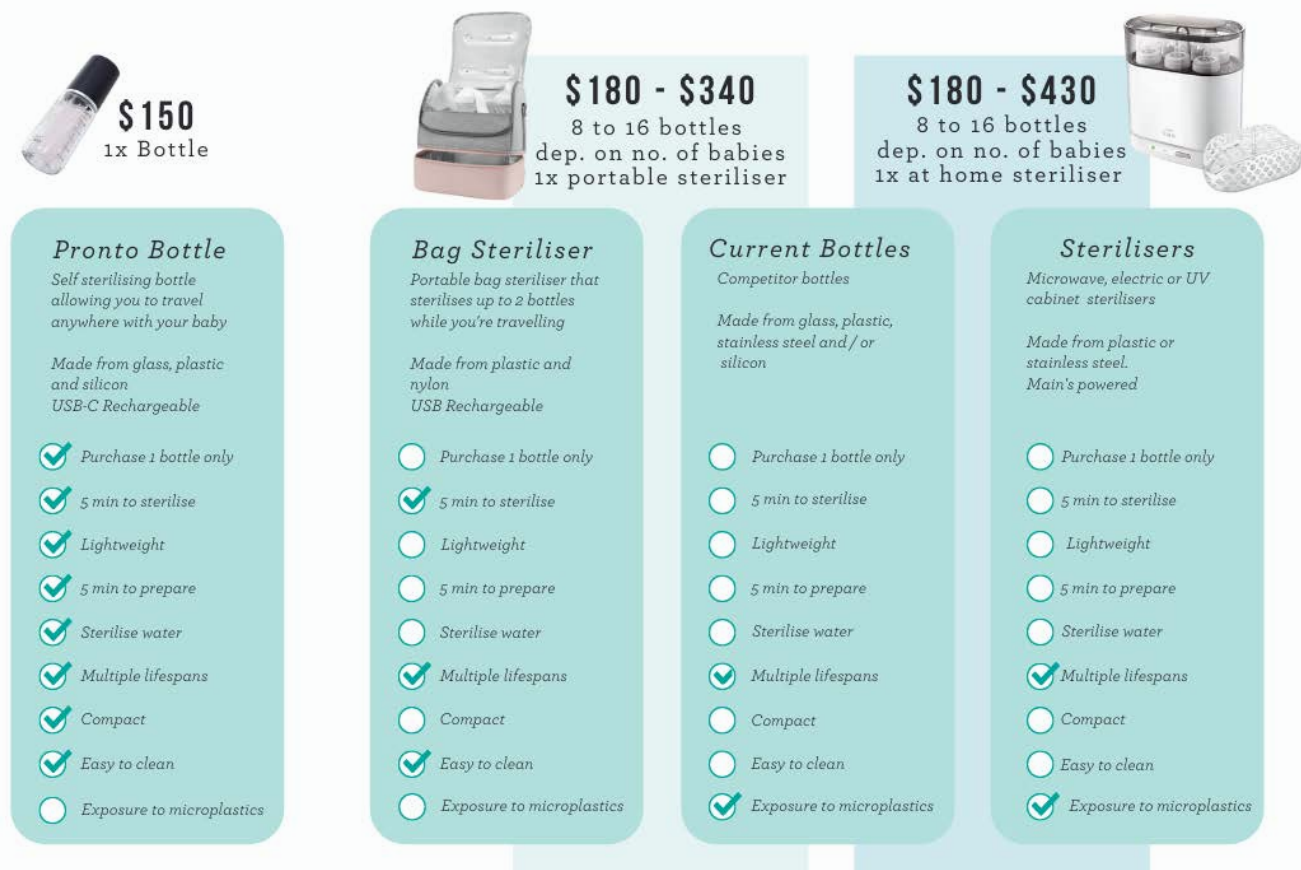 $150
1x Bottle
$180 - $340
8 to 16 bottles
dep. on no. of babies
1x portable steriliser
$180 - $430
8 to 16 bottles
dep. on no. of babies
1x at home steriliser
Pronto Bottle
Self sterilising bottle
allowing you to travel
anywhere with your baby
Made from glass, plastic
and silicon
USB-C Rechargeable
Purchase 1 bottle only
5 min to sterilise
Lightweight
5 min to prepare
Sterilise water
Multiple lifespans
Compact
Easy to clean
Exposure to microplastics
Bag Steriliser
Portable bag steriliser that
sterilises up to 2 bottles
while you're travelling
Made from plastic and
nylon
USB Rechargeable
Purchase 1 bottle only
5 min to sterilise
Lightweight
5 min to prepare
Sterilise water
Multiple lifespans
Compact
Easy to clean
Exposure to microplastics
Current Bottles
Competitor bottles
Made from glass, plastic,
stainless steel and / or
silicon
Purchase 1 bottle only
5 min to sterilise
Lightweight
5 min to prepare
Sterilise water
Multiple lifespans
Compact
Easy to clean
Exposure to microplastics
Sterilisers
Microwave, electric or UV
cabinet sterilisers
Made from plastic or
stainless steel.
Main's powered
Purchase 1 bottle only
5 min to sterilise
Lightweight
5 min to prepare
Sterilise water
Multiple lifespans
Compact
Easy to clean
Exposure to microplastics